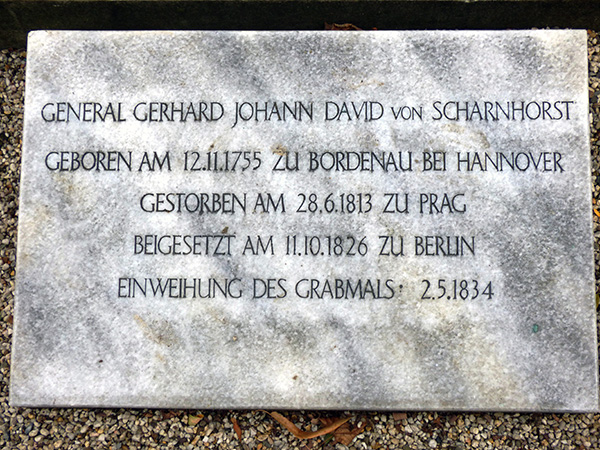 GENERAL GERHARD JOHANN DAVID VON SCHARNHORST
GEBOREN AM 12.11.1755 ZU BORDENAU BEI HANNOVER
GESTORBEN AM 28.6.1813 ZU PRAG
BEIGESETZT AM 11.10.1826 ZU BERLIN
EINWEIHUNG DES GRABMALS: 2.5.1834